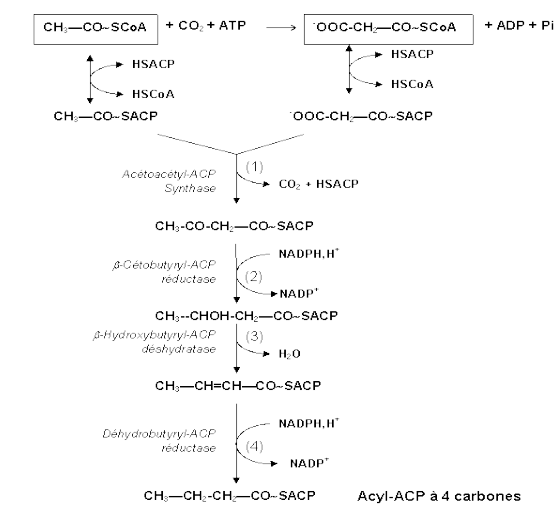 CH₃—CO~SCoA + CO₂ + ATP → ⁻OOC-CH₂—CO~SCoA + ADP + Pi
HSACP HSACP
HSCoA HSCoA
CH₃—CO~SACP ⁻OOC-CH₂—CO~SACP
(1)
Acétoacétyl-ACP
Synthase
CO₂ + HSACP
CH₃-CO-CH₂—CO~SACP
NADPH,H⁺
β-Cétobutyryl-ACP
réductase
(2)
NADP⁺
CH₃--CHOH-CH₂—CO~SACP
β-Hydroxybutyryl-ACP
déshydratase
(3)
H₂O
CH₃—CH=CH—CO~SACP
NADPH,H⁺
Déhydrobutyryl-ACP
réductase
(4)
NADP⁺
CH₃—CH₂-CH₂—CO~SACP Acyl-ACP à 4 carbones